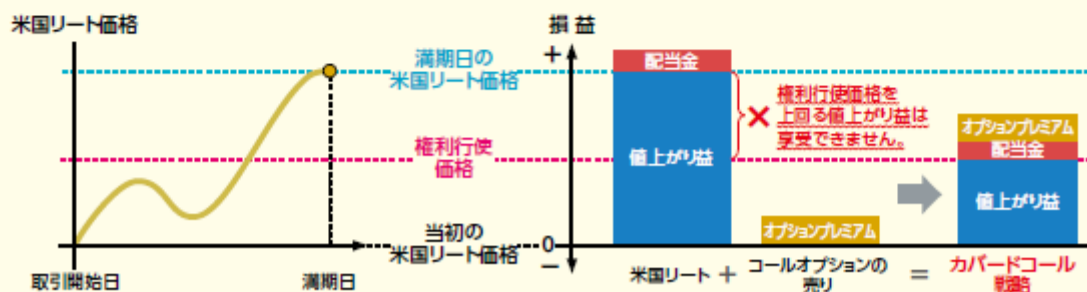 米国リート価格
満期日の
米国リート価格
権利行使
価格
当初の
米国リート価格
取引開始日
満期日
損 益
+
0
−
配当金
値上がり益
×
権利行使価格を
上回る値上がり益は
享受できません。
オプションプレミアム
オプションプレミアム
配当金
値上がり益
米国リート
+
コールオプションの
売り
=
カバードコール
戦略